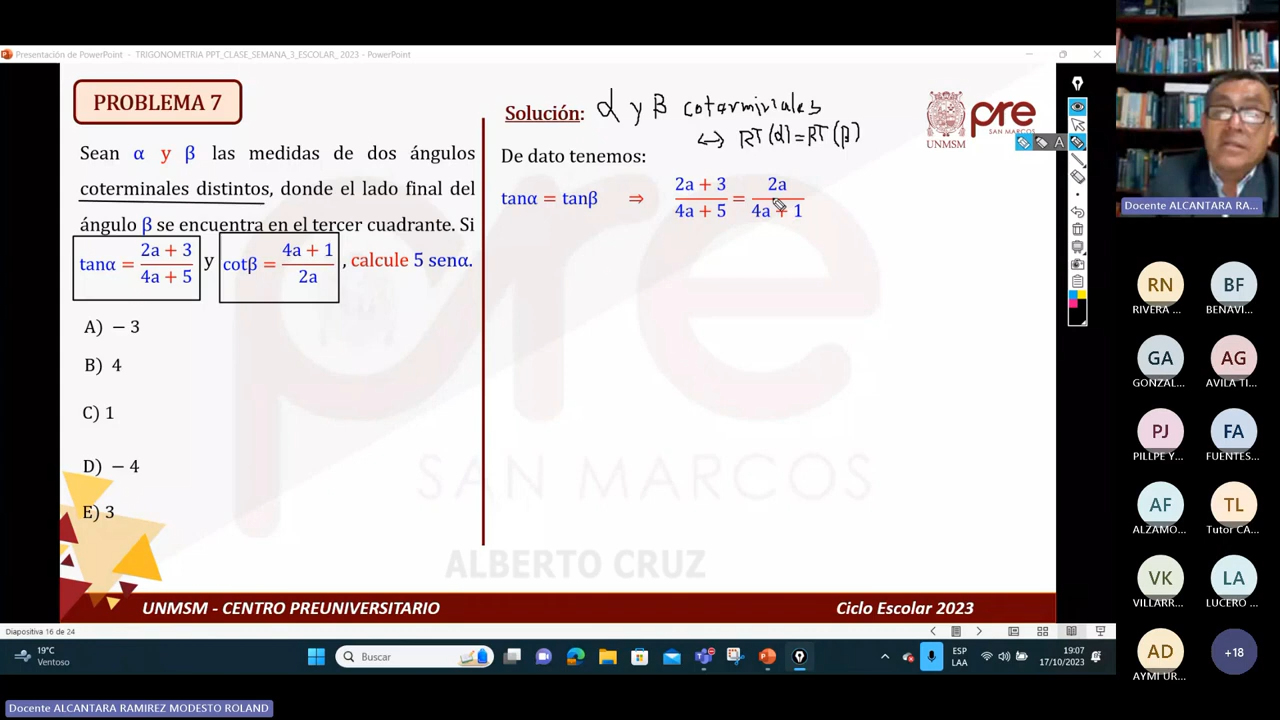 Presentación de PowerPoint - TRIGONOMETRIA PPT_CLASE_SEMANA_3_ESCOLAR_ 2023 - PowerPoint
PROBLEMA 7
Sean α y β las medidas de dos ángulos
coterminales distintos, donde el lado final del
ángulo β se encuentra en el tercer cuadrante. Si
tanα = (2a + 3)/(4a + 5) y cotβ = (4a + 1)/(2a), calcule 5 senα.
A) − 3
B) 4
C) 1
D) − 4
E) 3
Solución: α y β coterminales
↔ RT(α) = RT(β)
De dato tenemos:
tanα = tanβ ⇒ (2a + 3)/(4a + 5) = (2a)/(4a + 1)
UNMSM
pre
SAN MARCOS
pre
SAN MARCOS
ALBERTO CRUZ
UNMSM - CENTRO PREUNIVERSITARIO
Ciclo Escolar 2023
Diapositiva 16 de 24
A
Docente ALCANTARA RA...
RN
RIVERA ...
BF
BENAVI...
GA
GONZAL...
AG
AVILA TI...
PJ
PILLPE Y...
FA
FUENTES...
AF
ALZAMO...
TL
Tutor CA...
VK
VILLARR...
LA
LUCERO ...
AD
AYMI UR...
+18
19°C
Ventoso
Buscar
ESP
LAA
19:07
17/10/2023
Docente ALCANTARA RAMIREZ MODESTO ROLAND